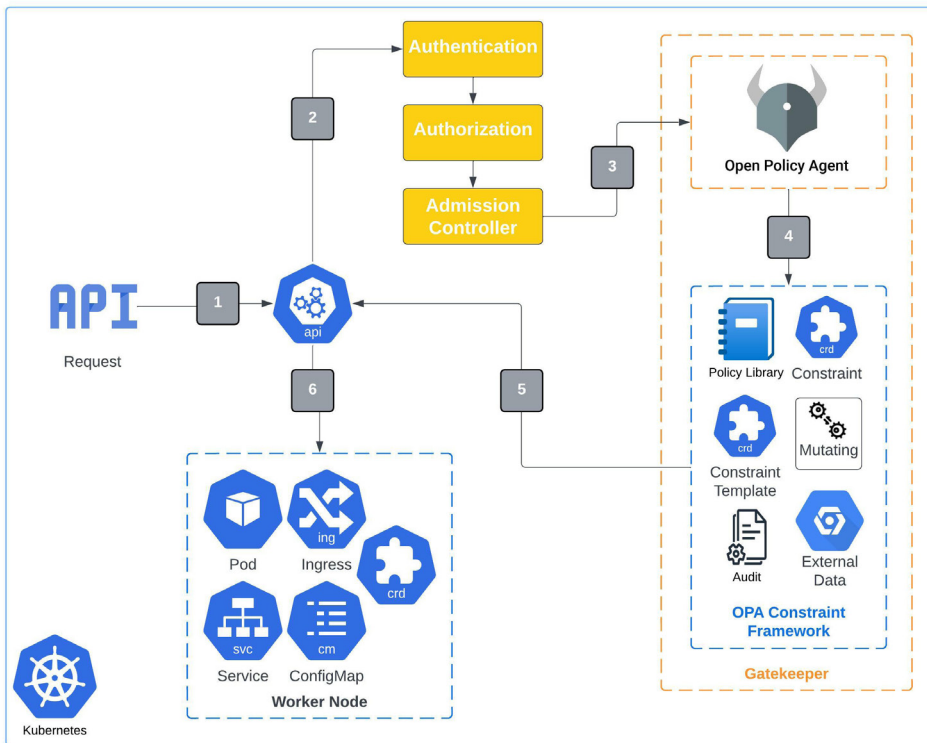 Authentication
2
Authorization
3
Open Policy Agent
Admission
Controller
4
API
1
api
Request
Policy Library
crd
Constraint
6
5
crd
Mutating
Constraint
Template
Pod
ing
Ingress
crd
Audit
External
Data
svc
Service
cm
ConfigMap
OPA Constraint
Framework
Worker Node
Gatekeeper
Kubernetes